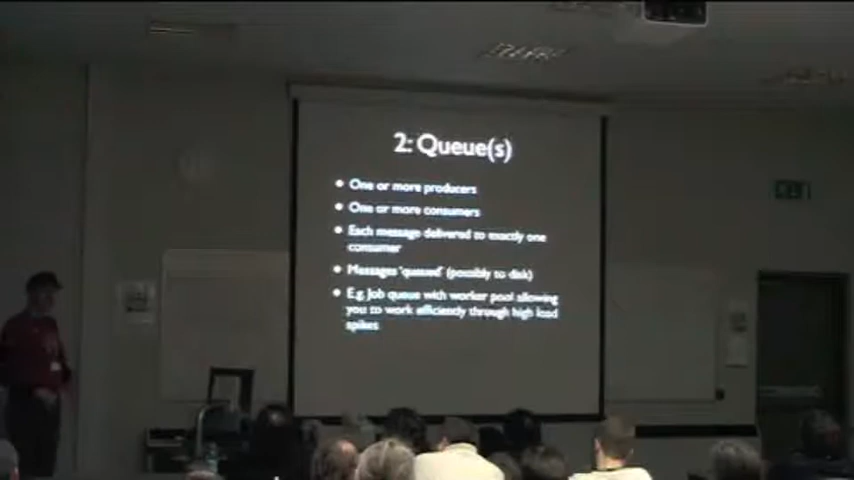 2: Queue(s)
One or more producers
One or more consumers
Each message delivered to exactly one
consumer
Messages 'queued' (possibly to disk)
E.g. Job queue with worker pool allowing
you to work efficiently through high load
spikes